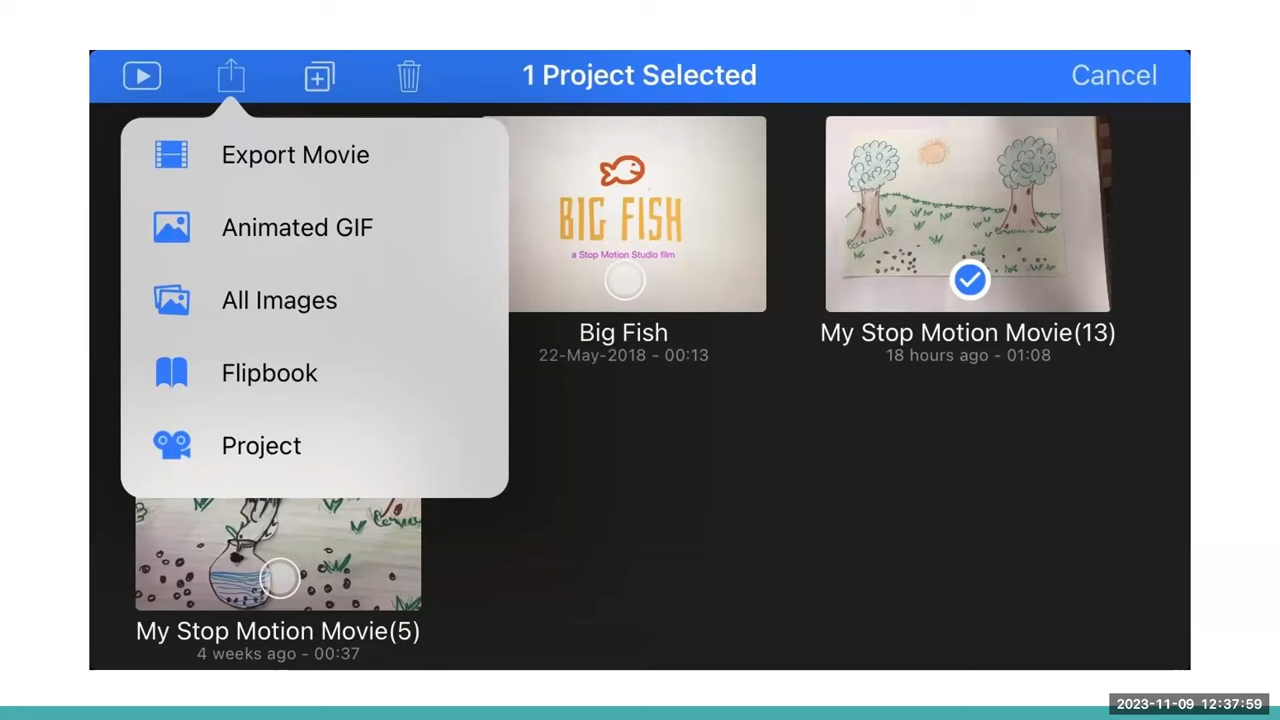 1 Project Selected
Cancel
Export Movie
Animated GIF
All Images
Flipbook
Project
BIG FISH
a Stop Motion Studio film
Big Fish
22-May-2018 - 00:13
My Stop Motion Movie(13)
18 hours ago - 01:08
My Stop Motion Movie(5)
4 weeks ago - 00:37
2023-11-09 12:37:59